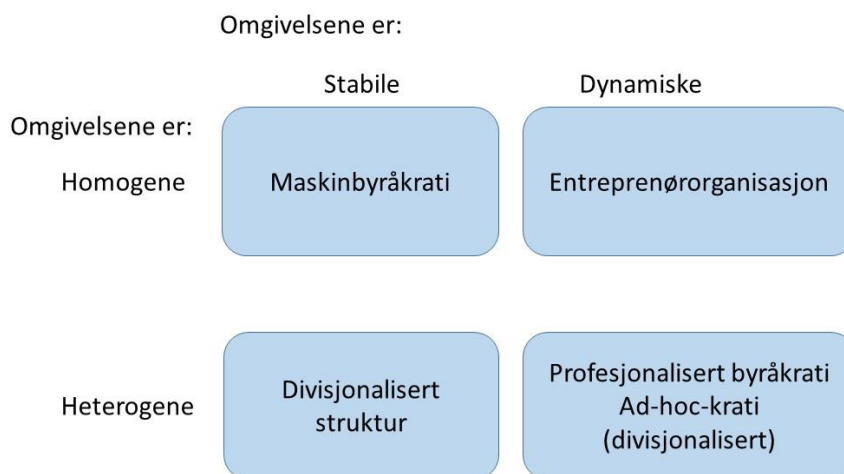 Omgivelsene er:
Stabile
Dynamiske
Omgivelsene er:
Homogene
Maskinbyråkrati
Entreprenørorganisasjon
Heterogene
Divisjonalisert
struktur
Profesjonalisert byråkrati
Ad-hoc-krati
(divisjonalisert)